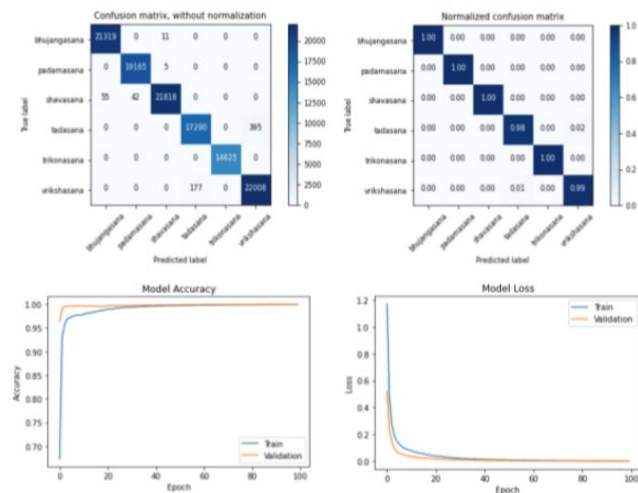 Confusion matrix, without normalization
bhujangasana 21319 0 11 0 0 0
padamasana 0 19165 5 0 0 0
shavasana 55 42 21818 0 0 0
tadasana 0 0 0 17290 0 395
trikonasana 0 0 0 0 14625 0
vrikshasana 0 0 0 177 0 22008
True label
bhujangasana padamasana shavasana tadasana trikonasana vrikshasana
Predicted label
20000
17500
15000
12500
10000
7500
5000
2500
0
Normalized confusion matrix
bhujangasana 1.00 0.00 0.00 0.00 0.00 0.00
padamasana 0.00 1.00 0.00 0.00 0.00 0.00
shavasana 0.00 0.00 1.00 0.00 0.00 0.00
tadasana 0.00 0.00 0.00 0.98 0.00 0.02
trikonasana 0.00 0.00 0.00 0.00 1.00 0.00
vrikshasana 0.00 0.00 0.00 0.01 0.00 0.99
True label
bhujangasana padamasana shavasana tadasana trikonasana vrikshasana
Predicted label
1.0
0.8
0.6
0.4
0.2
0.0
Model Accuracy
1.00
0.95
0.90
0.85
0.80
0.75
0.70
Accuracy
Train
Validation
0 20 40 60 80 100
Epoch
Model Loss
1.2
1.0
0.8
0.6
0.4
0.2
0.0
Loss
Train
Validation
0 20 40 60 80 100
Epoch